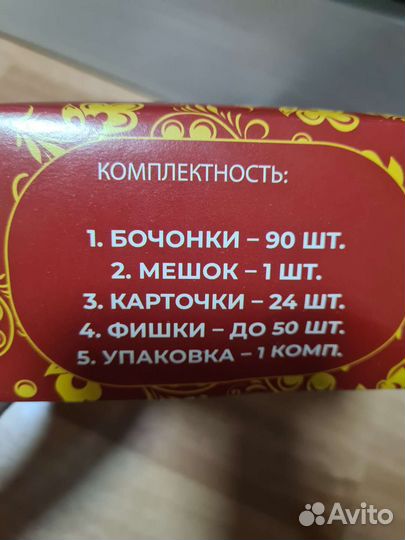 КОМПЛЕКТНОСТЬ:
1. БОЧОНКИ – 90 ШТ.
2. МЕШОК – 1 ШТ.
3. КАРТОЧКИ – 24 ШТ.
4. ФИШКИ – ДО 50 ШТ.
5. УПАКОВКА – 1 КОМП.
Avito